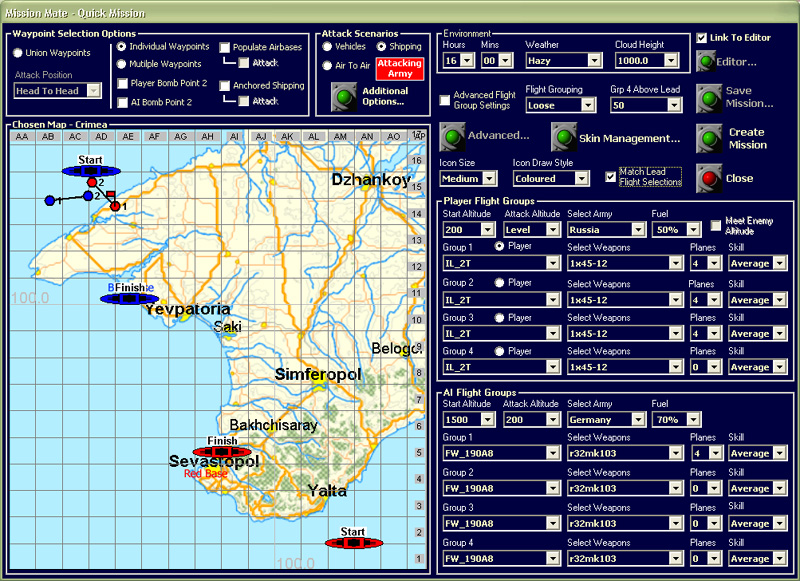 Mission Mate - Quick Mission
Waypoint Selection Options
Union Waypoints
Attack Position
Head To Head
Individual Waypoints
Mutilple Waypoints
Player Bomb Point 2
AI Bomb Point 2
Populate Airbases
Attack
Anchored Shipping
Attack
Attack Scenarios
Vehicles
Shipping
Air To Air
Attacking
Army
Additional
Options...
Environment
Hours Mins Weather Cloud Height
16 00 Hazy 1000.0
Advanced Flight
Group Settings
Flight Grouping Grp 4 Above Lead
Loose 50
Advanced... Skin Management...
Icon Size Icon Draw Style
Medium Coloured
Match Lead
Flight Selections
Link To Editor
Editor...
Save
Mission...
Create
Mission
Close
Chosen Map - Crimea
AA AB AC AD AE AF AG AH AI AJ AK AL AM AN AO AP
17
16
15
14
13
12
11
10
9
8
7
6
5
4
3
2
1
Start
2
1 2
1
Dzhankoy
100.0
Finish
Yevpatoria
Saki
Belogo
Simferopol
Bakhchisaray
Finish
Sevastopol
Red Base
Yalta
Start
100.0
Player Flight Groups
Start Altitude Attack Altitude Select Army Fuel
200 Level Russia 50%
Meet Enemy
Altitude
Group 1 Player Select Weapons Planes Skill
IL_2T 1x45-12 4 Average
Group 2 Player Select Weapons Planes Skill
IL_2T 1x45-12 4 Average
Group 3 Player Select Weapons Planes Skill
IL_2T 1x45-12 4 Average
Group 4 Player Select Weapons Planes Skill
IL_2T 1x45-12 0 Average
AI Flight Groups
Start Altitude Attack Altitude Select Army Fuel
1500 200 Germany 70%
Group 1 Select Weapons Planes Skill
FW_190A8 r32mk103 4 Average
Group 2 Select Weapons Planes Skill
FW_190A8 r32mk103 0 Average
Group 3 Select Weapons Planes Skill
FW_190A8 r32mk103 0 Average
Group 4 Select Weapons Planes Skill
FW_190A8 r32mk103 0 Average